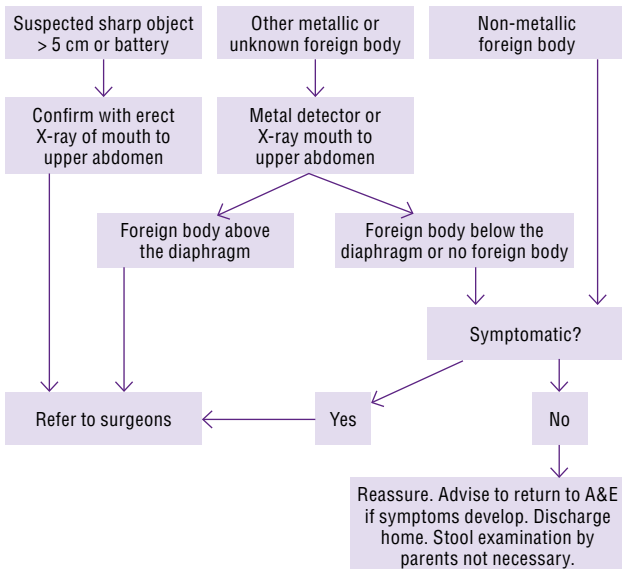 Suspected sharp object
> 5 cm or battery
Other metallic or
unknown foreign body
Non-metallic
foreign body
Confirm with erect
X-ray of mouth to
upper abdomen
Metal detector or
X-ray mouth to
upper abdomen
Foreign body above
the diaphragm
Foreign body below the
diaphragm or no foreign body
Symptomatic?
Refer to surgeons
Yes
No
Reassure. Advise to return to A&E
if symptoms develop. Discharge
home. Stool examination by
parents not necessary.